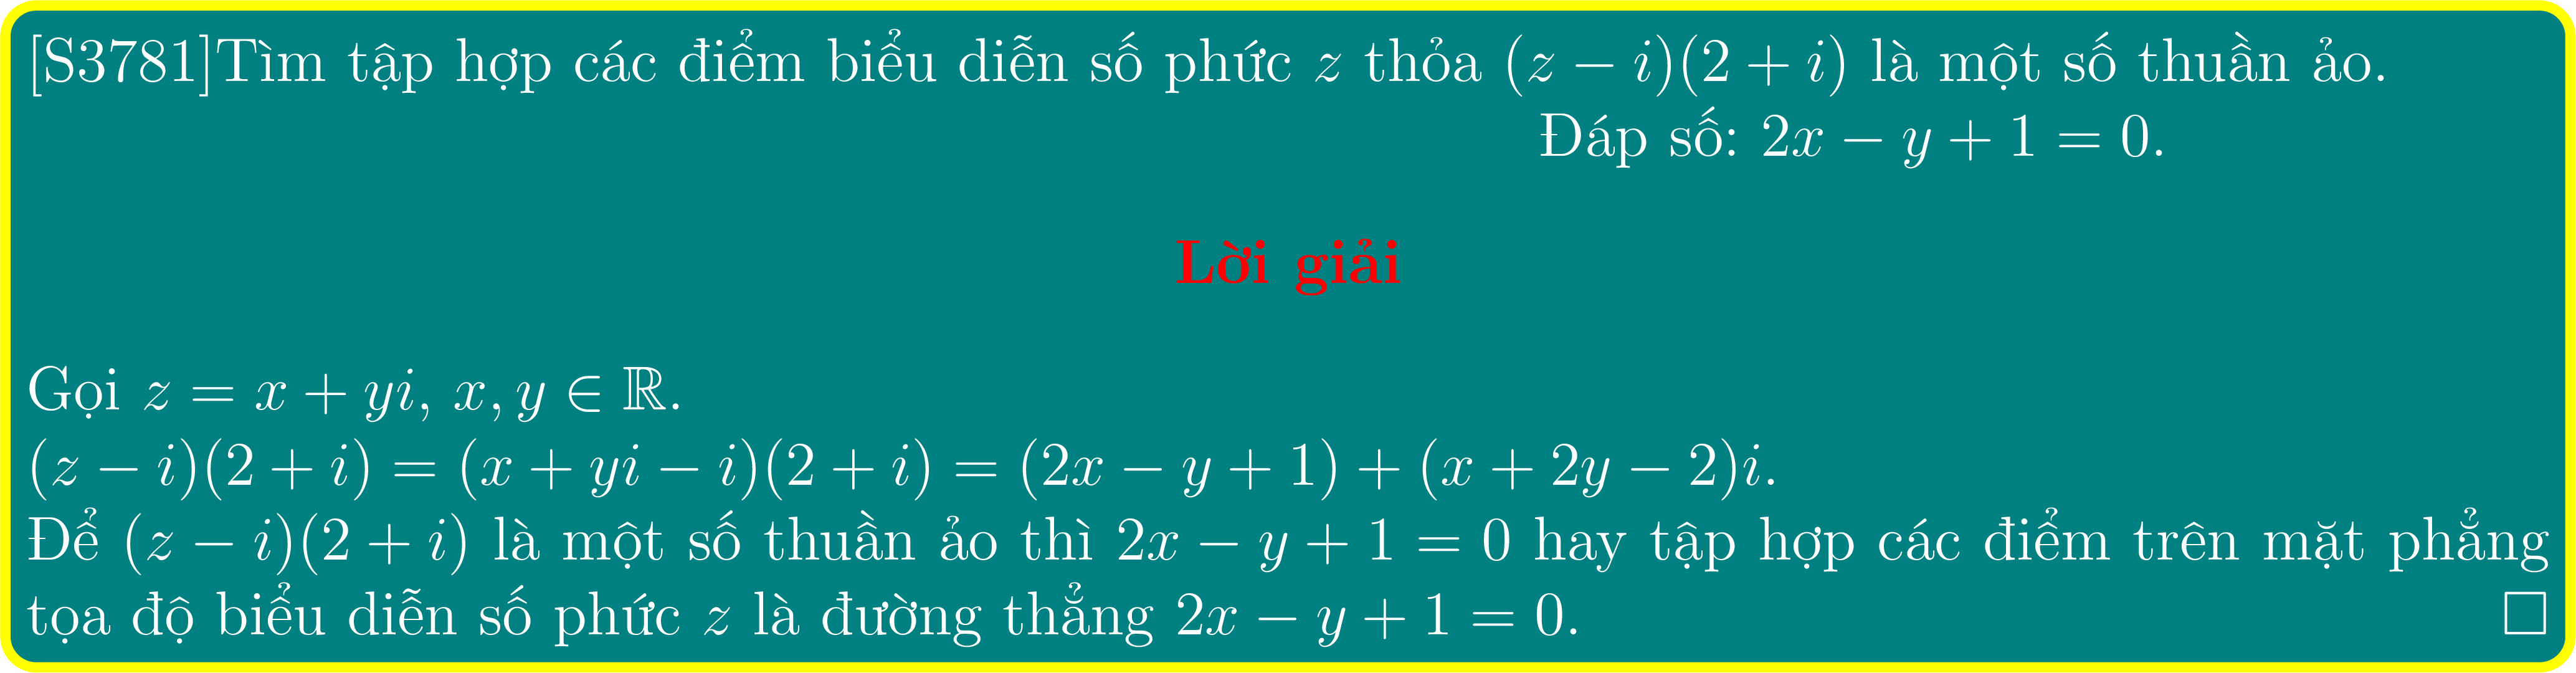 [S3781]Tìm tập hợp các điểm biểu diễn số phức z thỏa (z − i)(2 + i) là một số thuần ảo.
Đáp số: 2x − y + 1 = 0.
Lời giải
Gọi z = x + yi, x, y ∈ ℝ.
(z − i)(2 + i) = (x + yi − i)(2 + i) = (2x − y + 1) + (x + 2y − 2)i.
Để (z − i)(2 + i) là một số thuần ảo thì 2x − y + 1 = 0 hay tập hợp các điểm trên mặt phẳng
tọa độ biểu diễn số phức z là đường thẳng 2x − y + 1 = 0. □